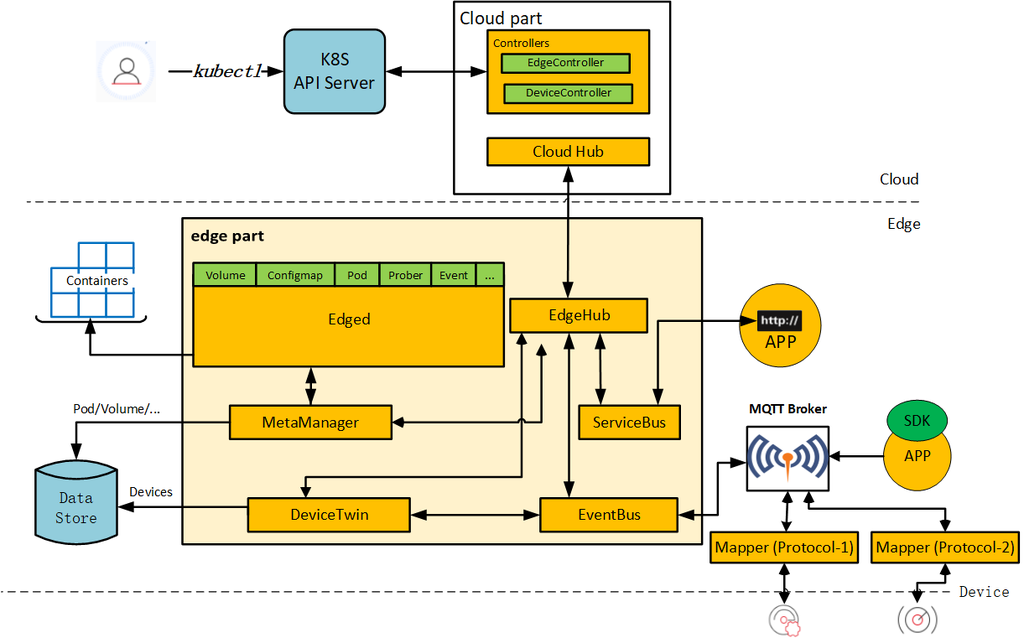 Cloud part
Controllers
EdgeController
DeviceController
kubectl
K8S
API Server
Cloud Hub
Cloud
Edge
edge part
Volume Configmap Pod Prober Event ...
Containers
Edged
EdgeHub
http://
APP
Pod/Volume/...
MetaManager
ServiceBus
MQTT Broker
SDK
APP
Data
Store
Devices
DeviceTwin
EventBus
Mapper (Protocol-1)
Mapper (Protocol-2)
Device